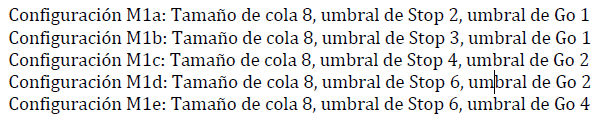 Configuración M1a: Tamaño de cola 8, umbral de Stop 2, umbral de Go 1
Configuración M1b: Tamaño de cola 8, umbral de Stop 3, umbral de Go 1
Configuración M1c: Tamaño de cola 8, umbral de Stop 4, umbral de Go 2
Configuración M1d: Tamaño de cola 8, umbral de Stop 6, umbral de Go 2
Configuración M1e: Tamaño de cola 8, umbral de Stop 6, umbral de Go 4